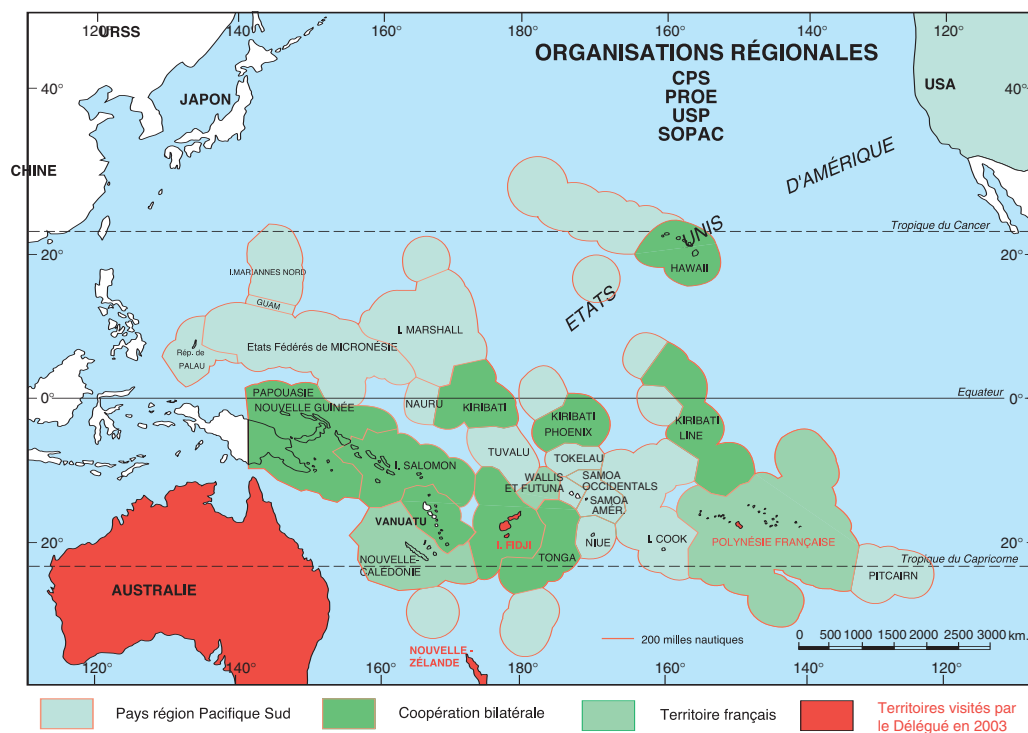 120°
URSS
140°
160°
180°
160°
140°
120°
ORGANISATIONS RÉGIONALES
CPS
PROE
USP
SOPAC
40°
JAPON
USA
40°
CHINE
D'AMÉRIQUE
UNIS
ETATS
Tropique du Cancer
20°
20°
HAWAII
I.MARIANNES NORD
GUAM
I. MARSHALL
Etats Fédérés de MICRONÉSIE
Rép. de
PALAU
Equateur
0°
0°
PAPOUASIE
NOUVELLE GUINÉE
NAURU
KIRIBATI
KIRIBATI
PHOENIX
KIRIBATI
LINE
TUVALU
TOKELAU
I. SALOMON
WALLIS
ET FUTUNA
SAMOA
OCCIDENTALS
SAMOA
AMÉR.
VANUATU
I. FIDJI
TONGA
NIUE
I. COOK
POLYNÉSIE FRANÇAISE
NOUVELLE-
CALÉDONIE
20°
20°
Tropique du Capricorne
PITCAIRN
AUSTRALIE
NOUVELLE -
ZÉLANDE
200 milles nautiques
0 500 1000 2000 2500 3000 km.
120°
140°
160°
180°
160°
140°
120°
Pays région Pacifique Sud
Coopération bilatérale
Territoire français
Territoires visités par
le Délégué en 2003